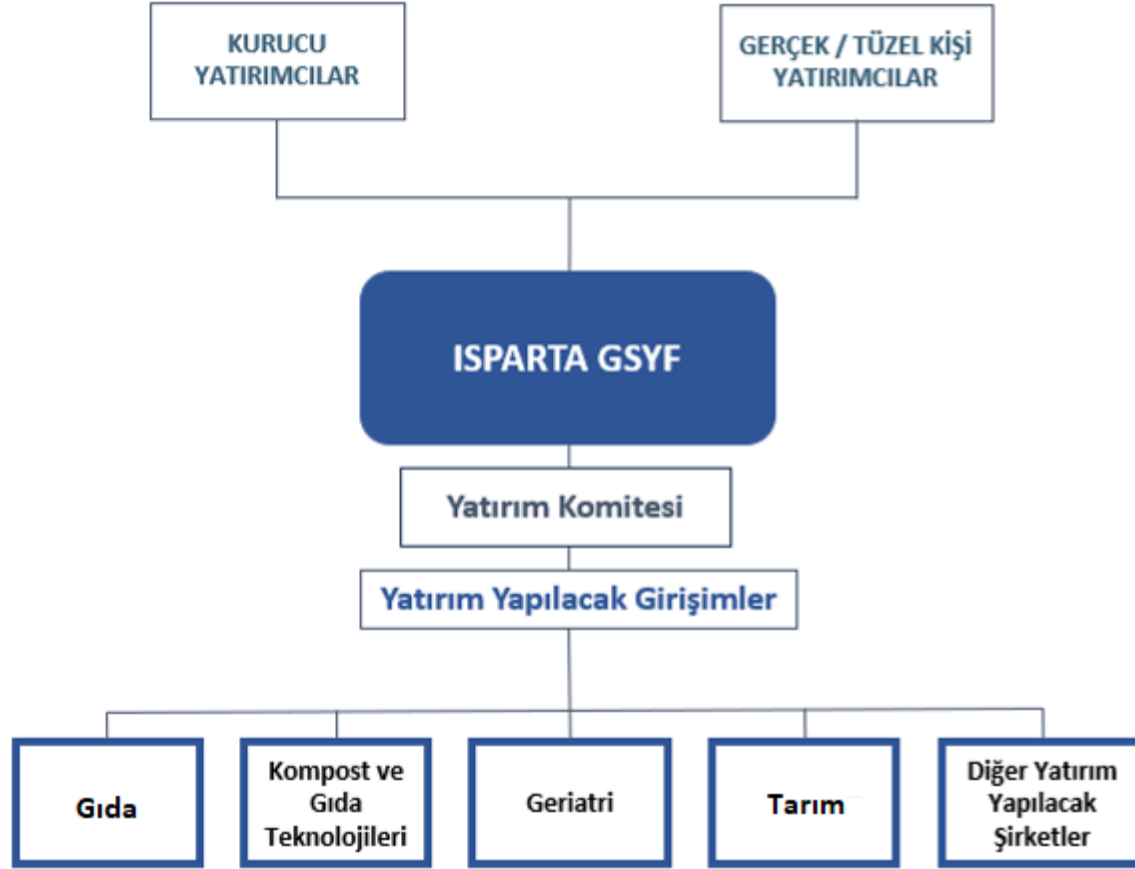 KURUCU
YATIRIMCILAR
GERÇEK / TÜZEL KİŞİ
YATIRIMCILAR
ISPARTA GSYF
Yatırım Komitesi
Yatırım Yapılacak Girişimler
Gıda
Kompost ve
Gıda
Teknolojileri
Geriatri
Tarım
Diğer Yatırım
Yapılacak
Şirketler